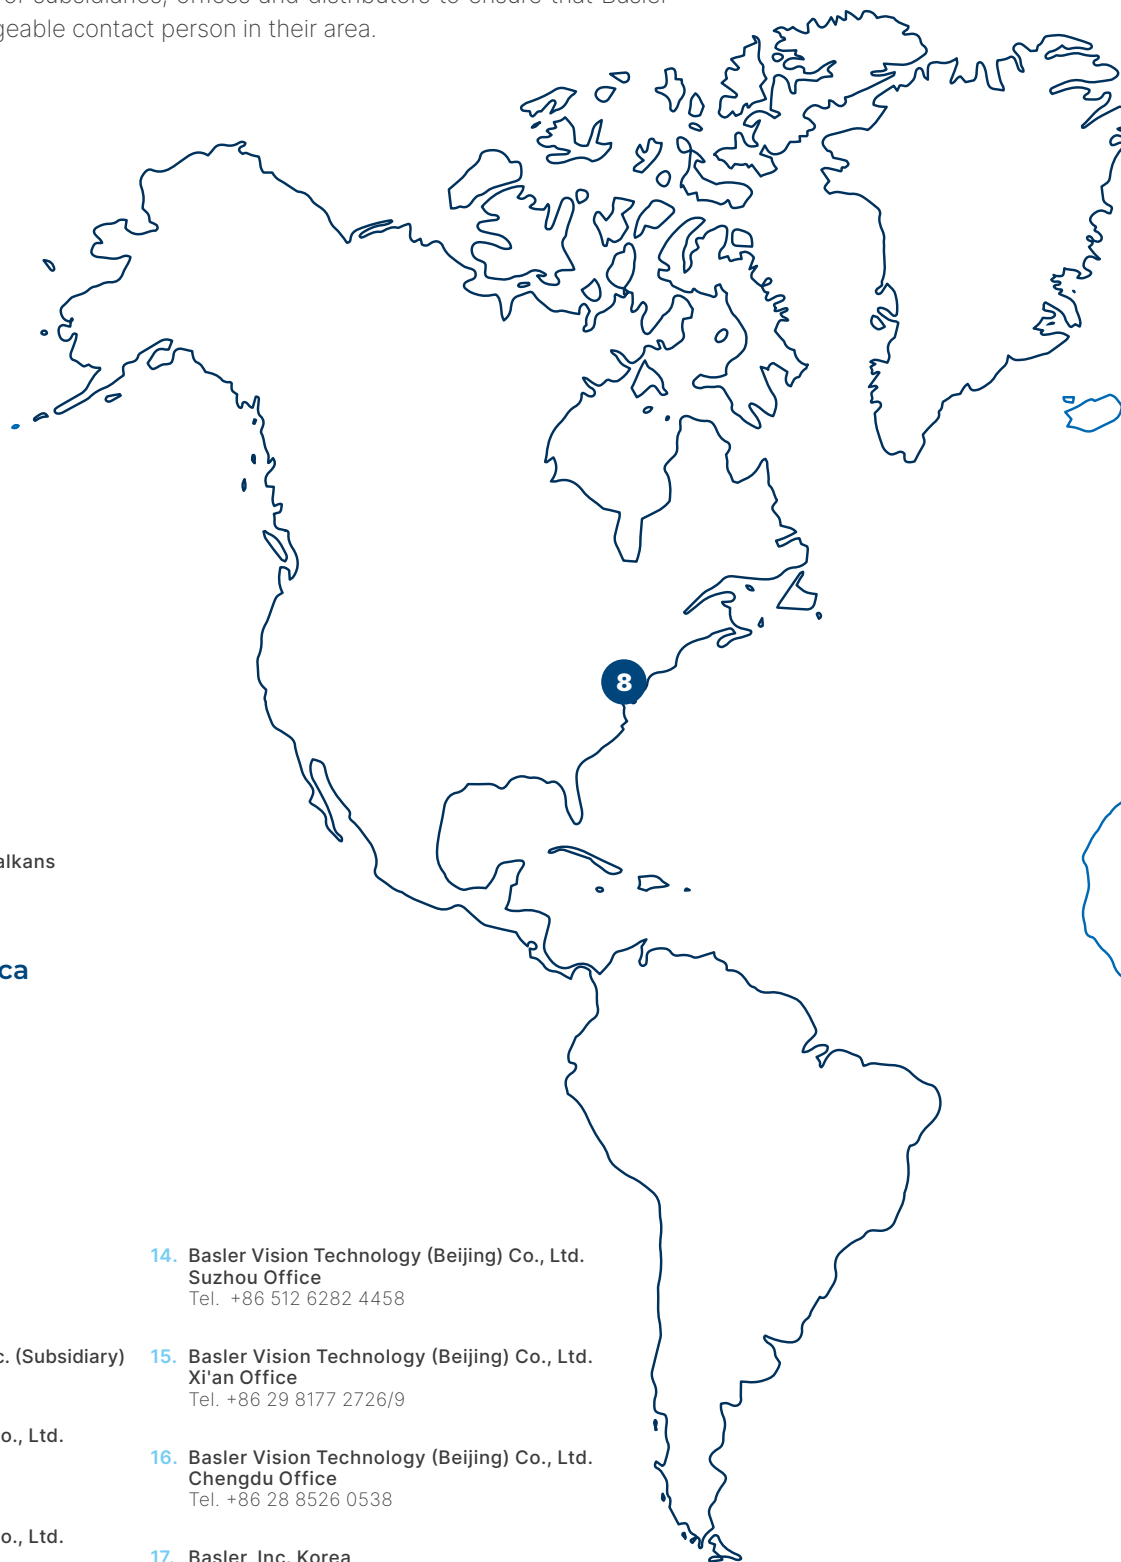 geable contact person in their area.
8
alkans
ca
c. (Subsidiary)
o., Ltd.
o., Ltd.
14. Basler Vision Technology (Beijing) Co., Ltd.
Suzhou Office
Tel. +86 512 6282 4458
15. Basler Vision Technology (Beijing) Co., Ltd.
Xi'an Office
Tel. +86 29 8177 2726/9
16. Basler Vision Technology (Beijing) Co., Ltd.
Chengdu Office
Tel. +86 28 8526 0538
17. Basler, Inc. Korea